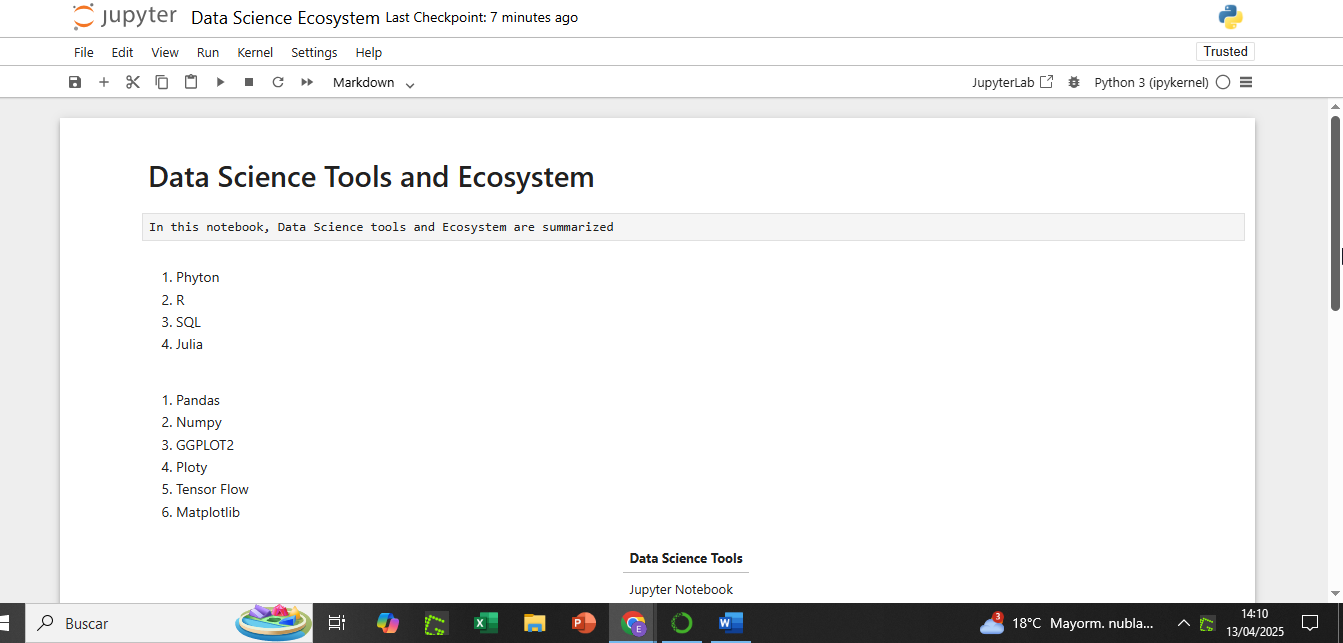 jupyter Data Science Ecosystem Last Checkpoint: 7 minutes ago
File Edit View Run Kernel Settings Help Trusted
Markdown JupyterLab Python 3 (ipykernel)
Data Science Tools and Ecosystem
In this notebook, Data Science tools and Ecosystem are summarized
1. Phyton
2. R
3. SQL
4. Julia
1. Pandas
2. Numpy
3. GGPLOT2
4. Ploty
5. Tensor Flow
6. Matplotlib
Data Science Tools
Jupyter Notebook
Buscar 3 18°C Mayorm. nubla... 14:10
13/04/2025